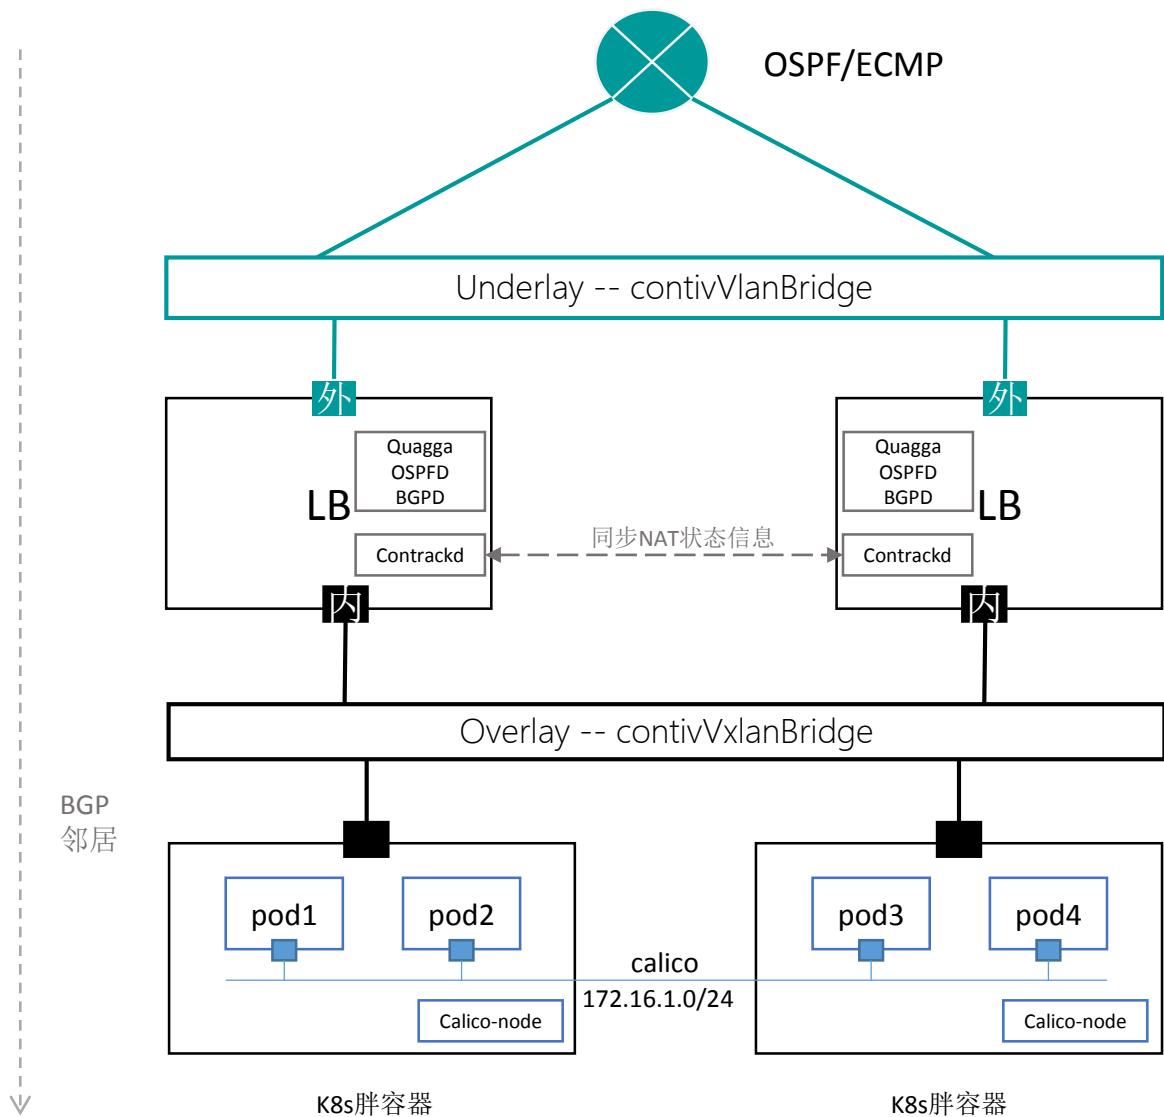 OSPF/ECMP
Underlay -- contivVlanBridge
外
外
Quagga
OSPFD
BGPD
LB
Contrackd
内
同步NAT状态信息
Quagga
OSPFD
BGPD
LB
Contrackd
内
Overlay -- contivVxlanBridge
BGP
邻居
pod1
pod2
pod3
pod4
calico
172.16.1.0/24
Calico-node
Calico-node
K8s胖容器
K8s胖容器